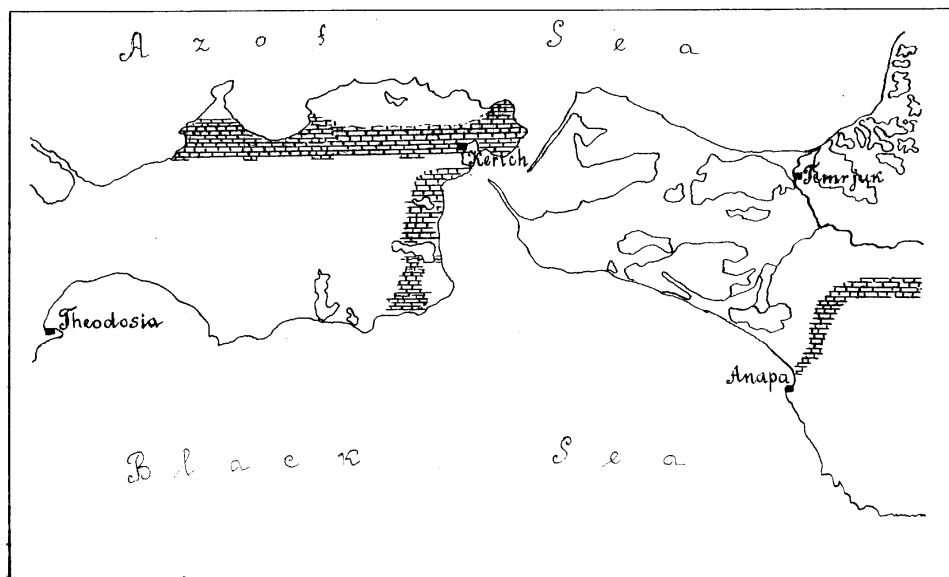 Azof Sea
Kertch
Temrjuk
Theodosia
Anapa
Black Sea